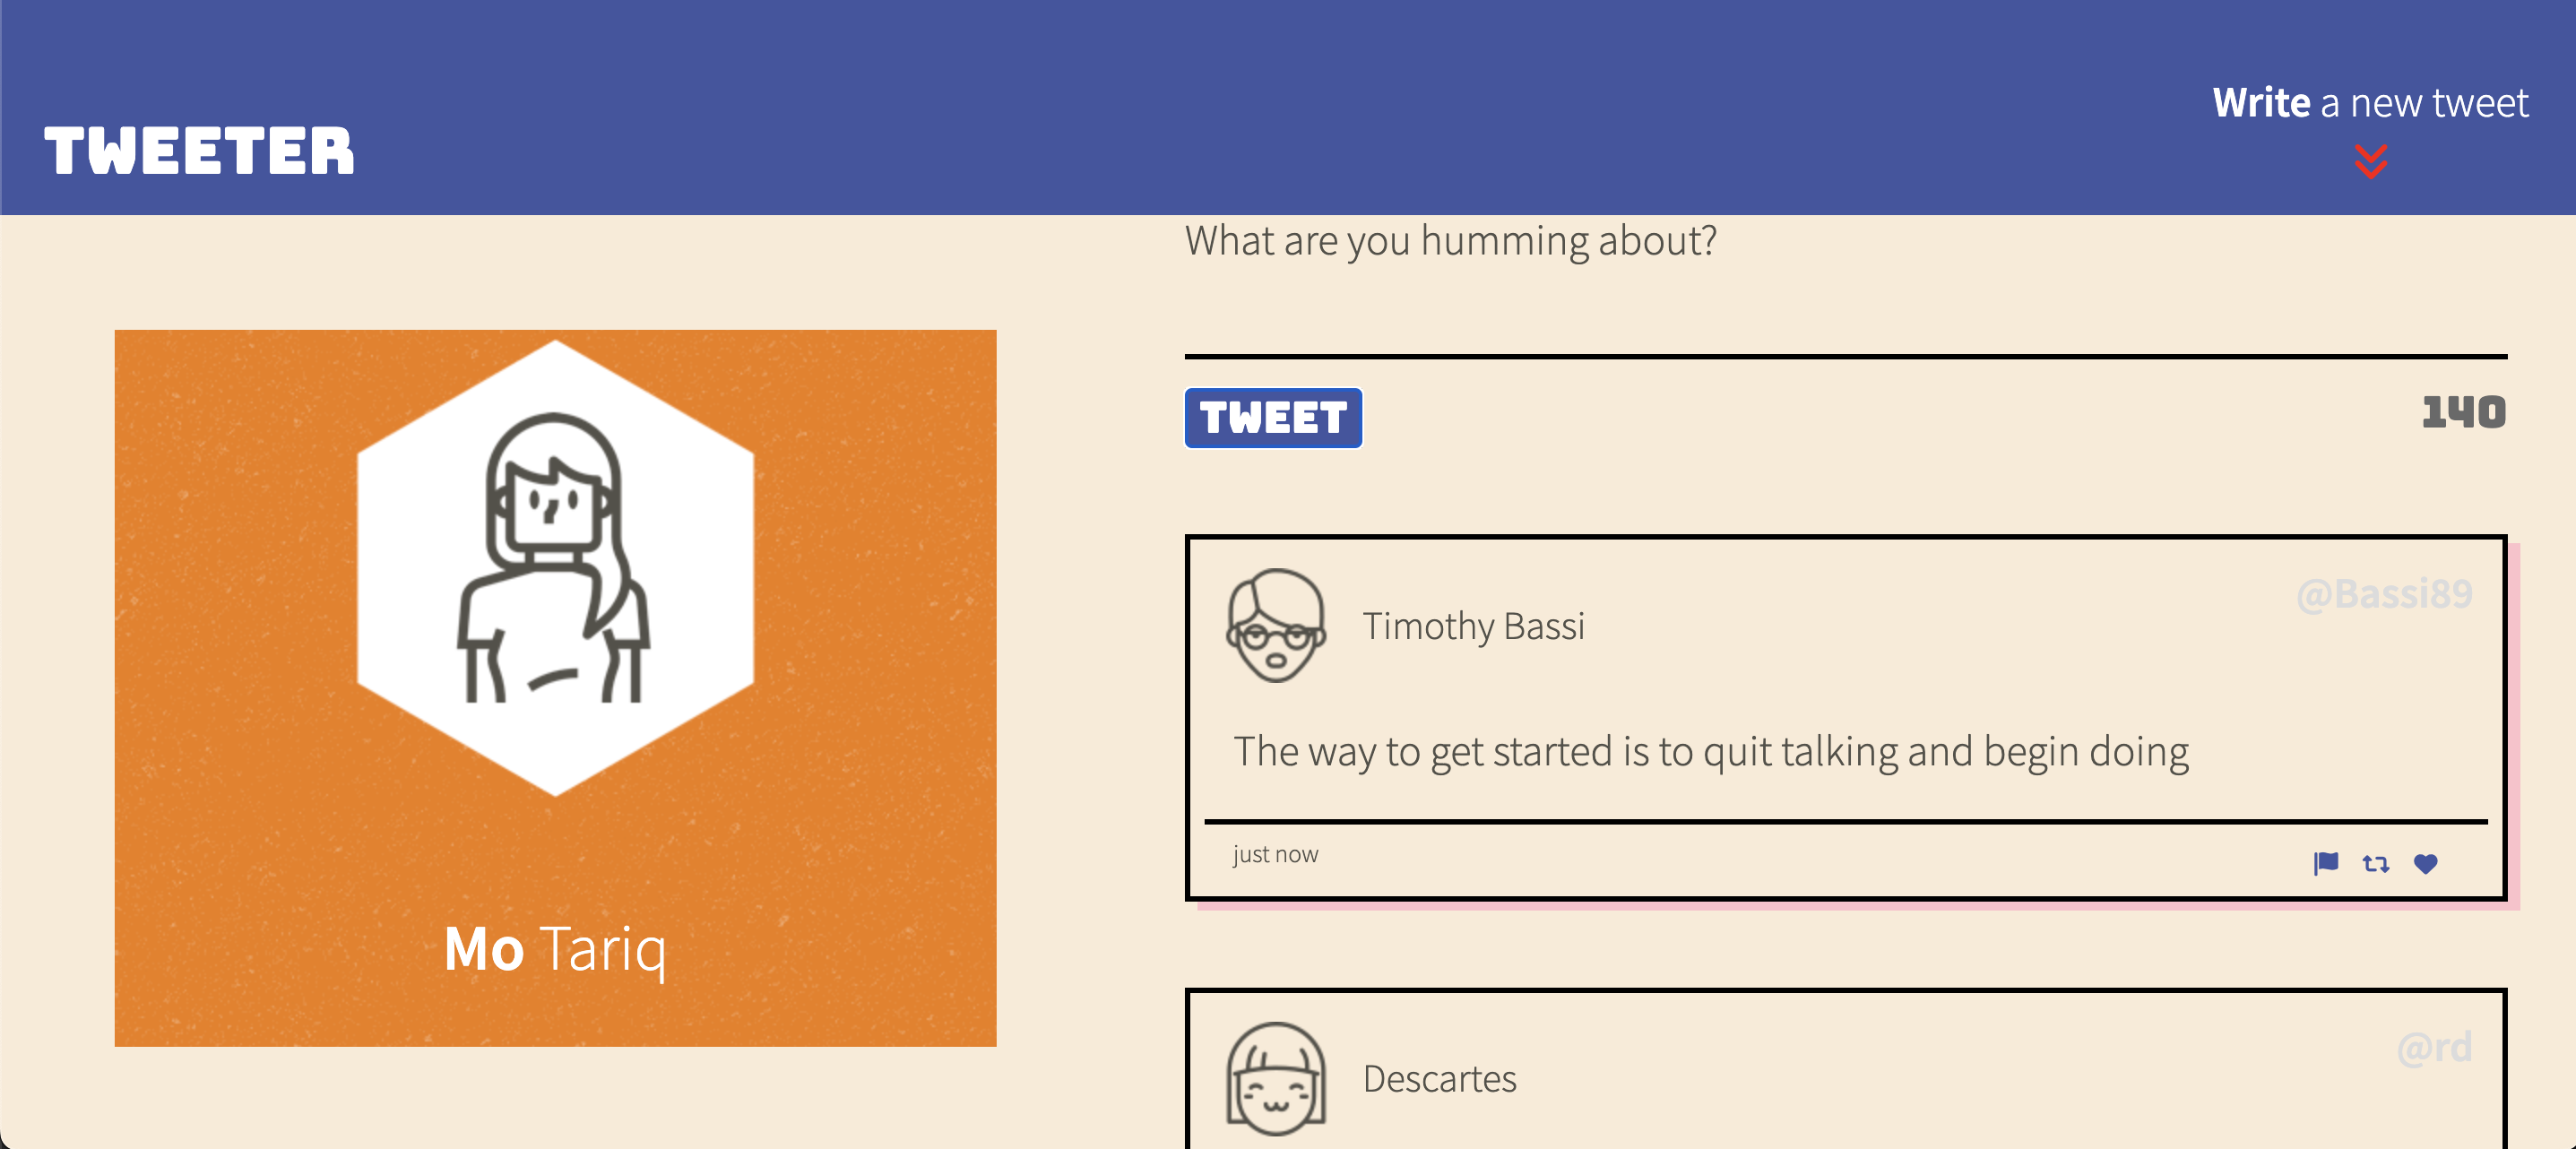 TWEETER
Write a new tweet
What are you humming about?
TWEET
140
Mo Tariq
Timothy Bassi
@Bassi89
The way to get started is to quit talking and begin doing
just now
Descartes
@rd